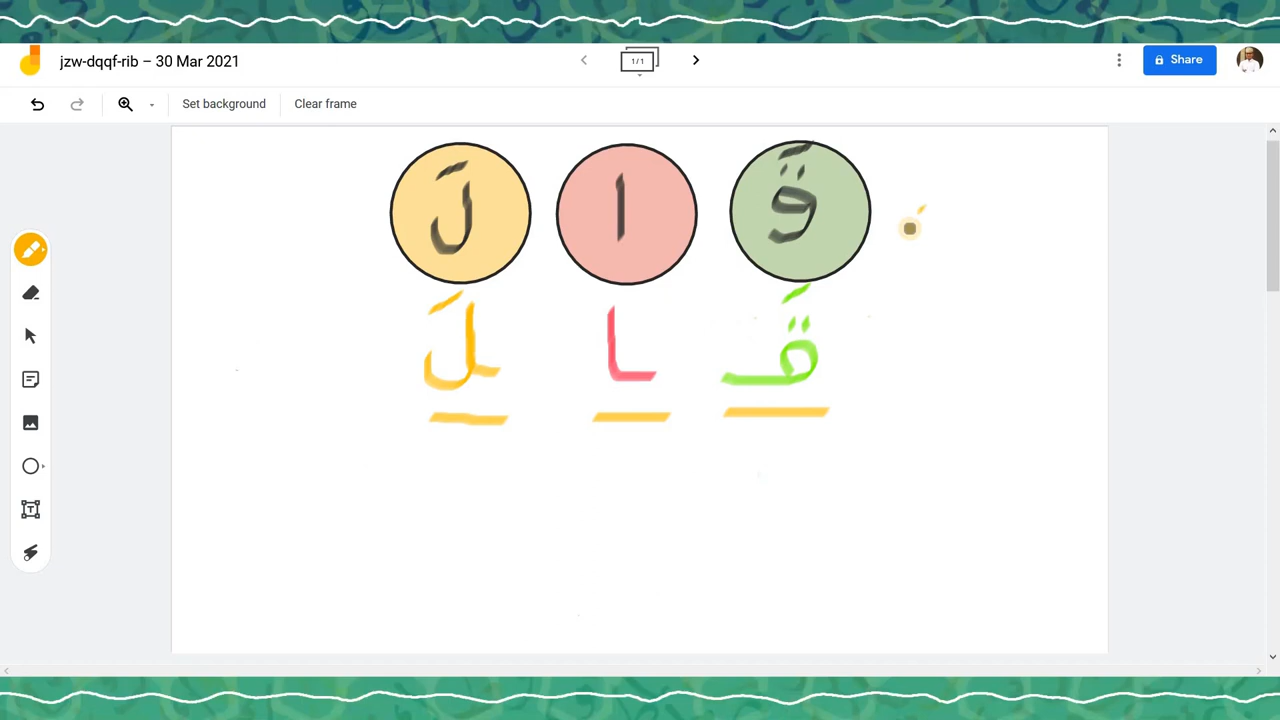 jzw-dqqf-rib – 30 Mar 2021
1/1
Share
Set background
Clear frame
قَ ا لَ
قَـ ـا ـلَ